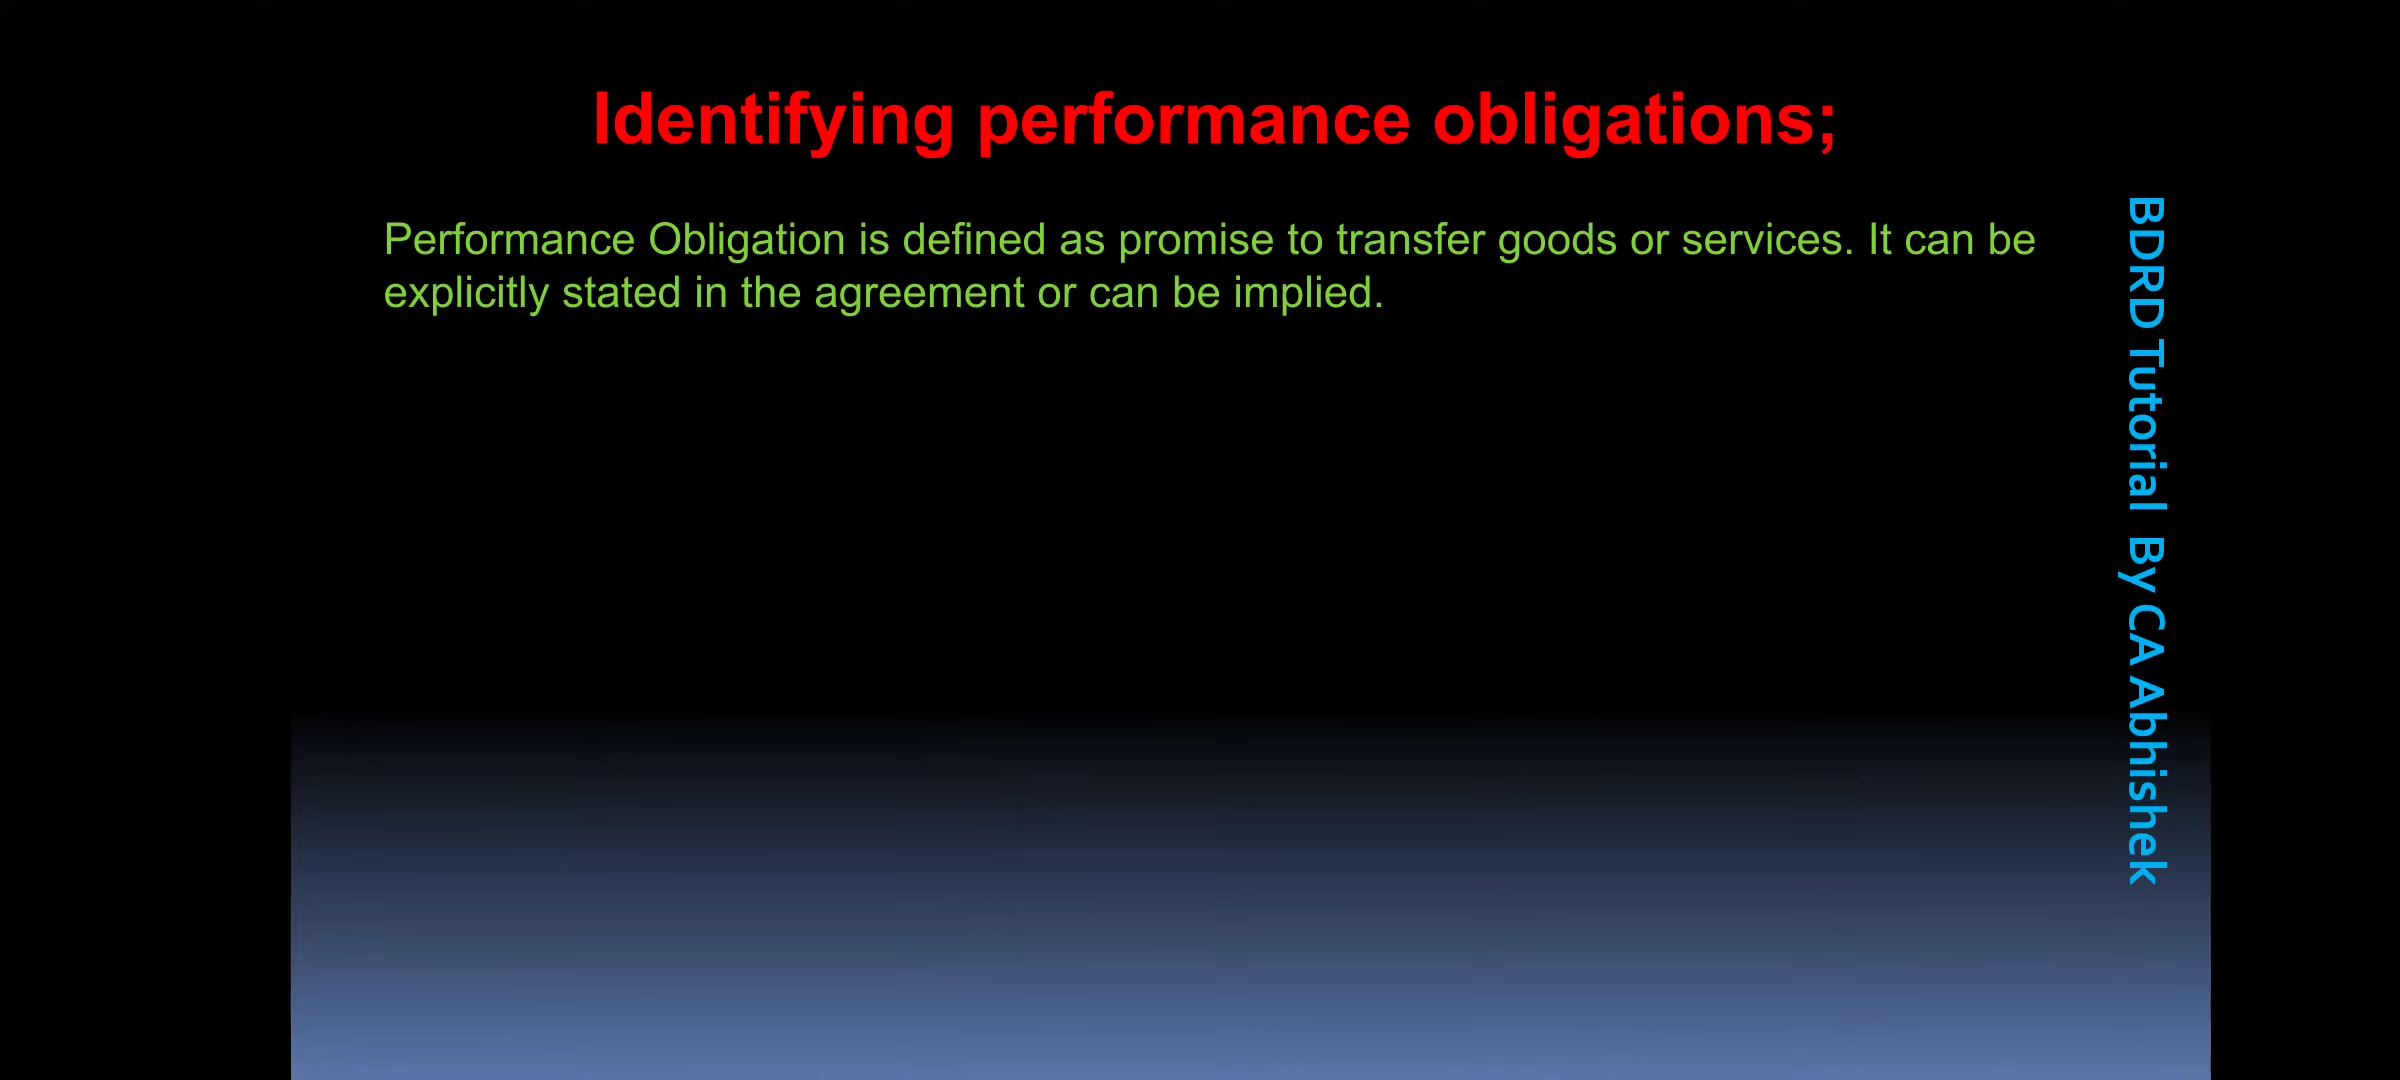 Identifying performance obligations;
Performance Obligation is defined as promise to transfer goods or services. It can be
explicitly stated in the agreement or can be implied.
BDRD Tutorial By CA Abhishek